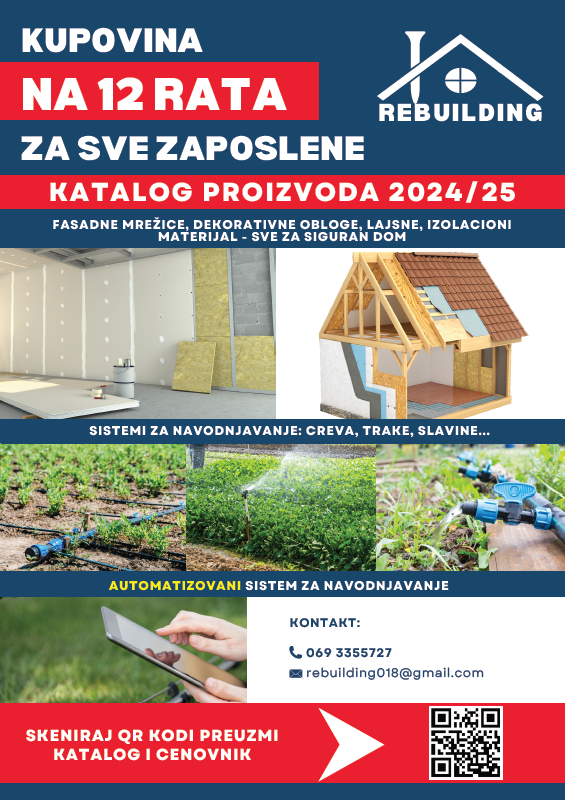 KUPOVINA
NA 12 RATA
ZA SVE ZAPOSLENE
REBUILDING
KATALOG PROIZVODA 2024/25
FASADNE MREŽICE, DEKORATIVNE OBLOGE, LAJSNE, IZOLACIONI
MATERIJAL - SVE ZA SIGURAN DOM
SISTEMI ZA NAVODNJAVANJE: CREVA, TRAKE, SLAVINE...
AUTOMATIZOVANI SISTEM ZA NAVODNJAVANJE
KONTAKT:
069 3355727
rebuilding018@gmail.com
SKENIRAJ QR KODI PREUZMI
KATALOG I CENOVNIK